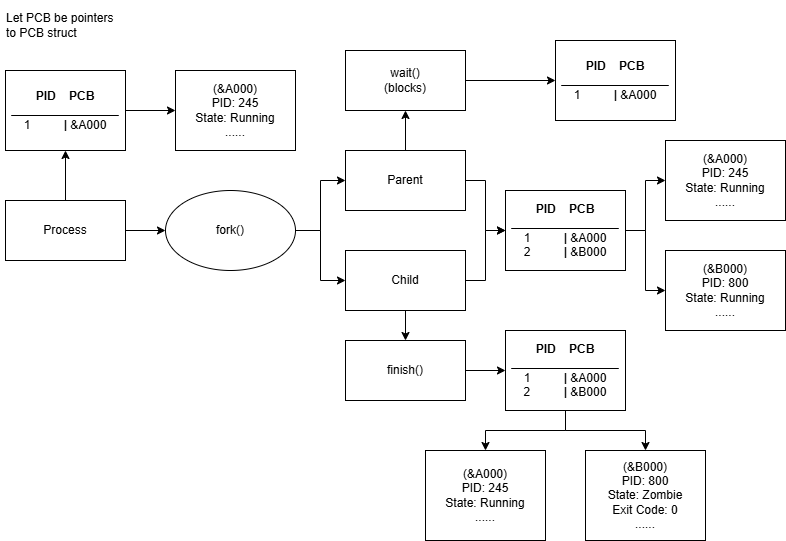 Let PCB be pointers
to PCB struct
PID PCB
1 | &A000
(&A000)
PID: 245
State: Running
......
Process
fork()
wait()
(blocks)
PID PCB
1 | &A000
Parent
Child
PID PCB
1 | &A000
2 | &B000
(&A000)
PID: 245
State: Running
......
(&B000)
PID: 800
State: Running
......
finish()
PID PCB
1 | &A000
2 | &B000
(&A000)
PID: 245
State: Running
......
(&B000)
PID: 800
State: Zombie
Exit Code: 0
......